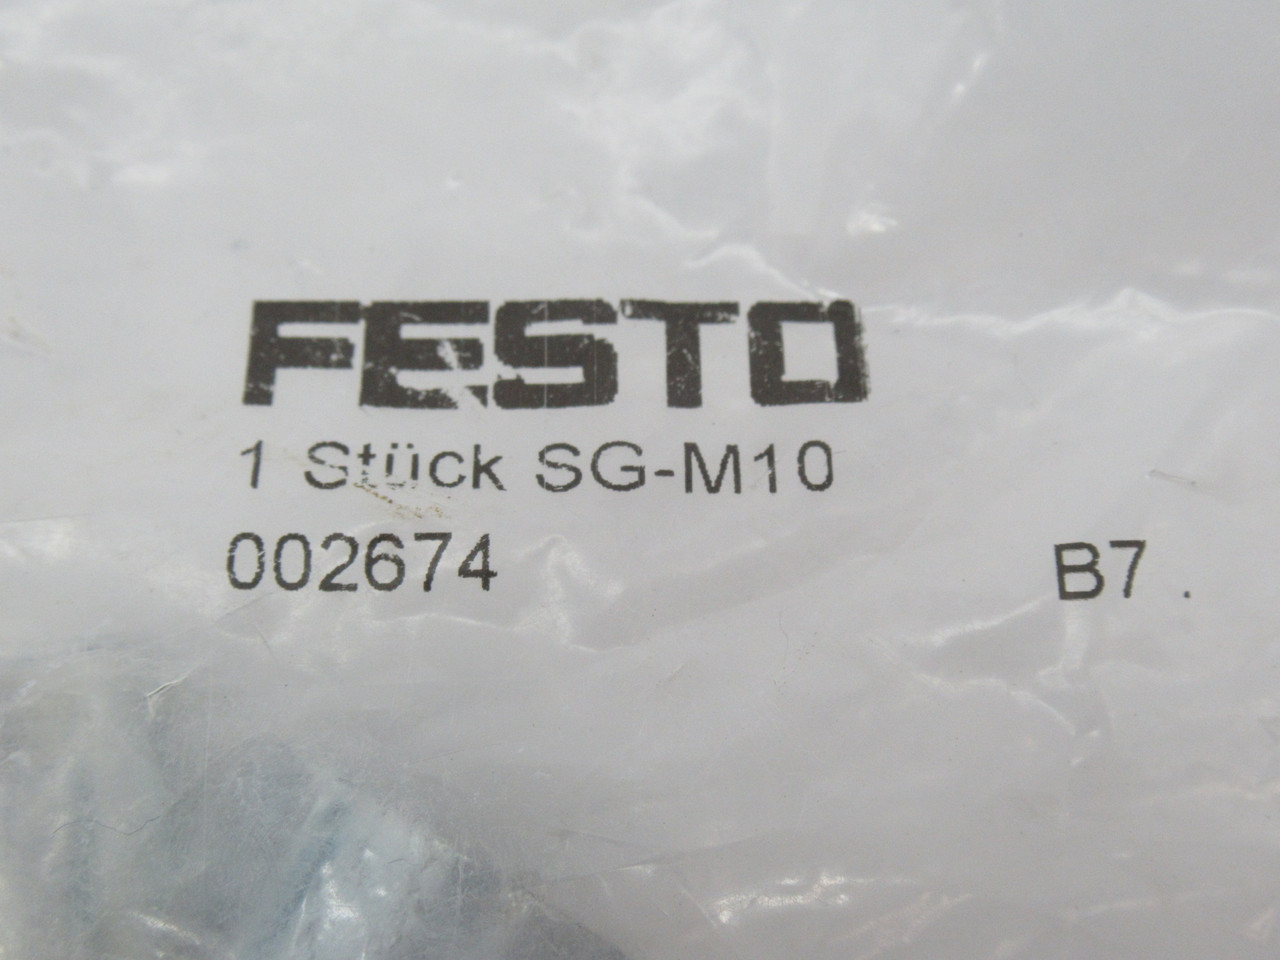 FESTO
1 Stück SG-M10
002674 B7 .